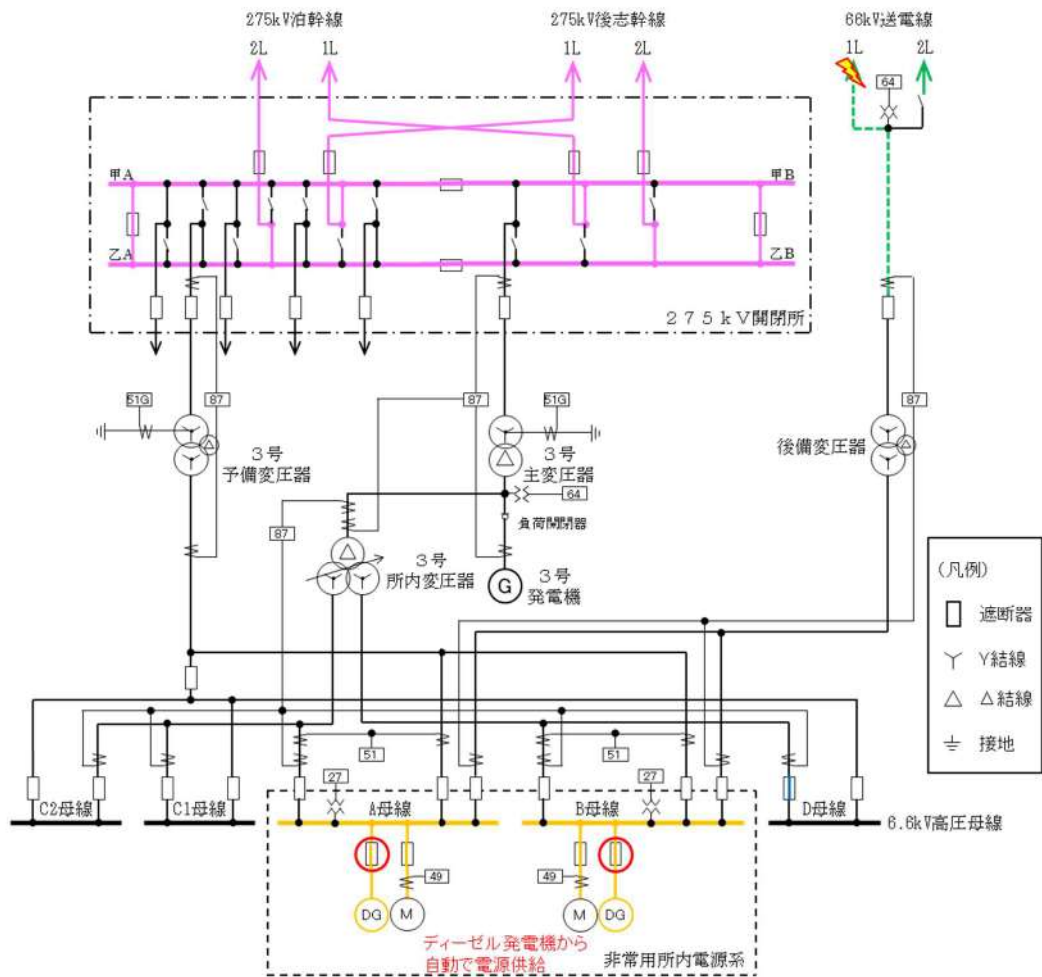 275kV泊幹線
275kV後志幹線
66kV送電線
2L
1L
1L
2L
1L
2L
64
甲A
甲B
乙A
乙B
275kV開閉所
51G
87
87
51G
87
3号
予備変圧器
3号
主変圧器
後備変圧器
64
87
負荷開閉器
3号
所内変圧器
G
3号
発電機
(凡例)
遮断器
Y結線
Δ結線
接地
51
51
27
27
C2母線
C1母線
A母線
B母線
D母線
6.6kV高圧母線
49
49
DG
M
M
DG
ディーゼル発電機から
自動で電源供給
非常用所内電源系